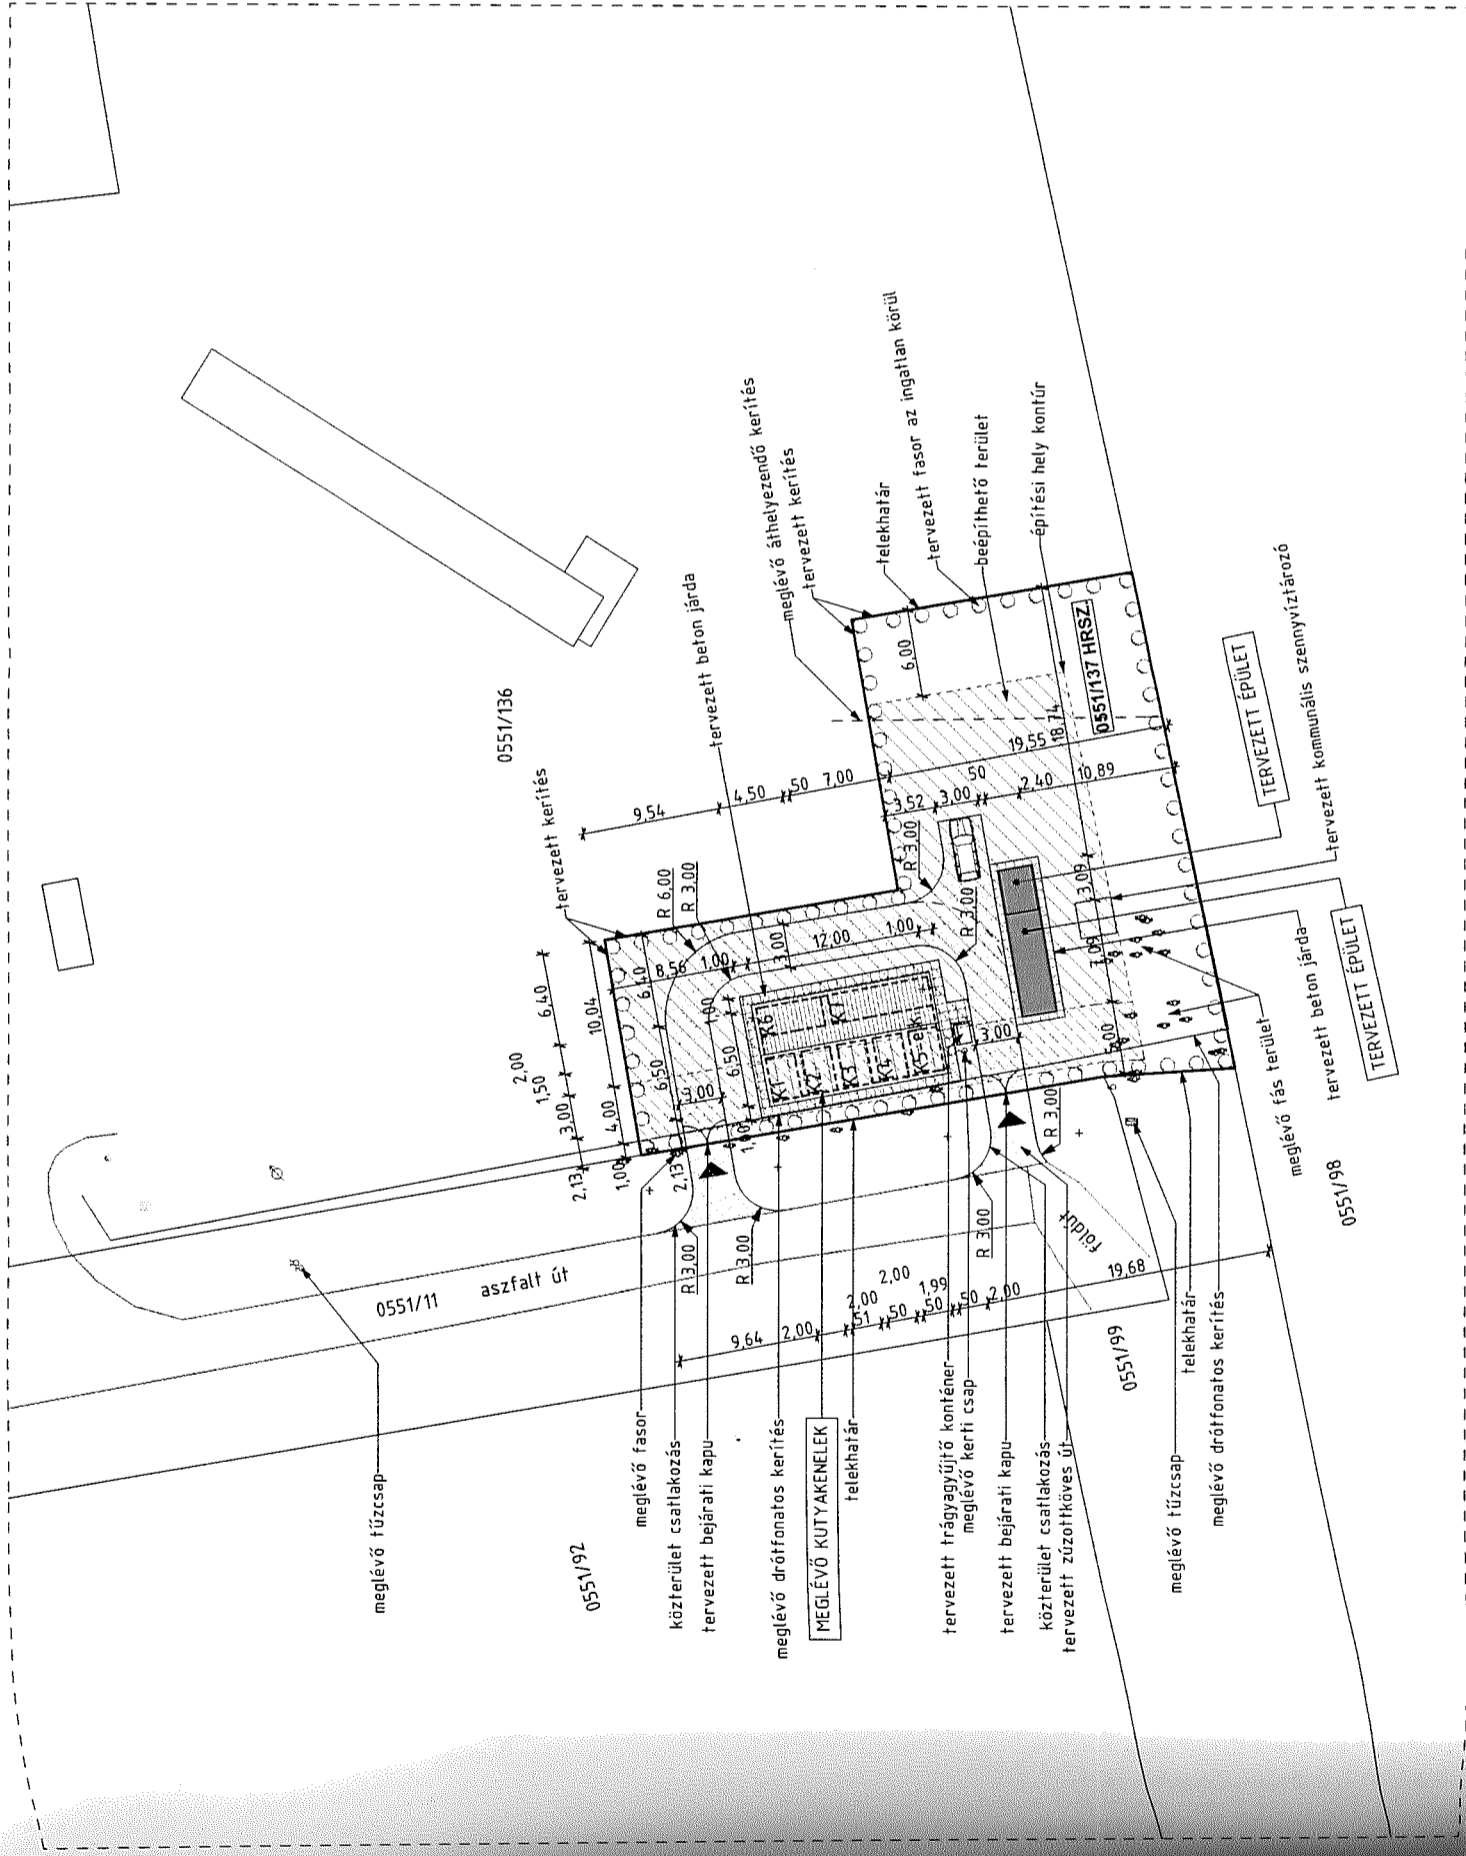 0551/136
tervezett kerítés
tervezett beton járda
meglévő áthelyezendő kerítés
tervezett kerítés
telekhatár
tervezett fasor az ingatlan körül
beépíthető terület
építési hely kontúr
0551/137 HRSZ.
TERVEZETT ÉPÜLET
tervezett kommunális szennyvíztározó
TERVEZETT ÉPÜLET
tervezett beton járda
meglévő fás terület
0551/98
9,54
4,50
50
7,00
19,55
18,74
6,00
50
3,52
3,00
2,40
10,89
R 3,00
R 6,00
R 3,00
R 3,00
3,09
12,00
1,00
3,00
8,56
1,00
6,40
1,00
6,50
6,50
3,00
1,00
3,00
6,40
10,04
2,00
1,50
3,00
4,00
2,13
1,00
2,13
K1
K2
K3
K4
K5
K6
K7
R 3,00
R 3,00
R 3,00
R 3,00
földút
0551/11
aszfalt út
9,64
2,00
2,00
51
2,00
50
1,99
50
50
2,00
19,68
0551/99
0551/92
meglévő tűzcsap
meglévő fasor
közterület csatlakozás
tervezett bejárati kapu
meglévő drótfonatos kerítés
MEGLÉVŐ KUTYAKENELEK
telekhatár
tervezett trágyagyűjtő konténer
meglévő kerti csap
tervezett bejárati kapu
közterület csatlakozás
tervezett zúzottköves út
meglévő tűzcsap
telekhatár
meglévő drótfonatos kerítés